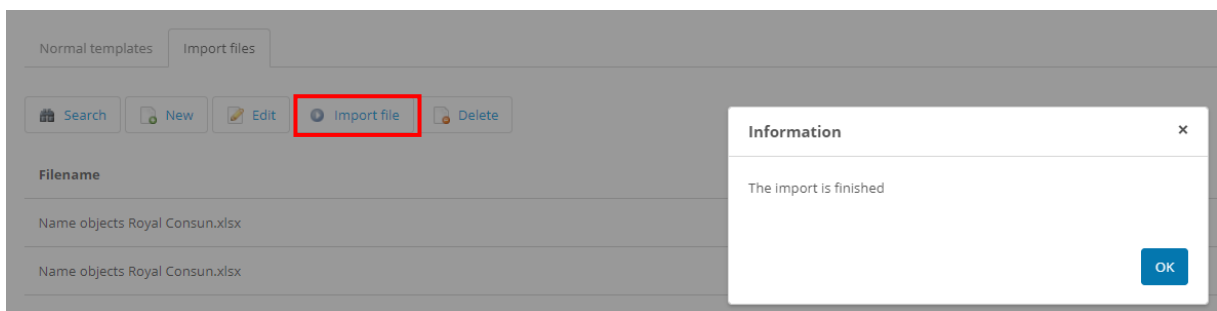 Normal templates Import files
Search New Edit Import file Delete
Information ×
Filename
The import is finished
Name objects Royal Consun.xlsx
Name objects Royal Consun.xlsx
OK